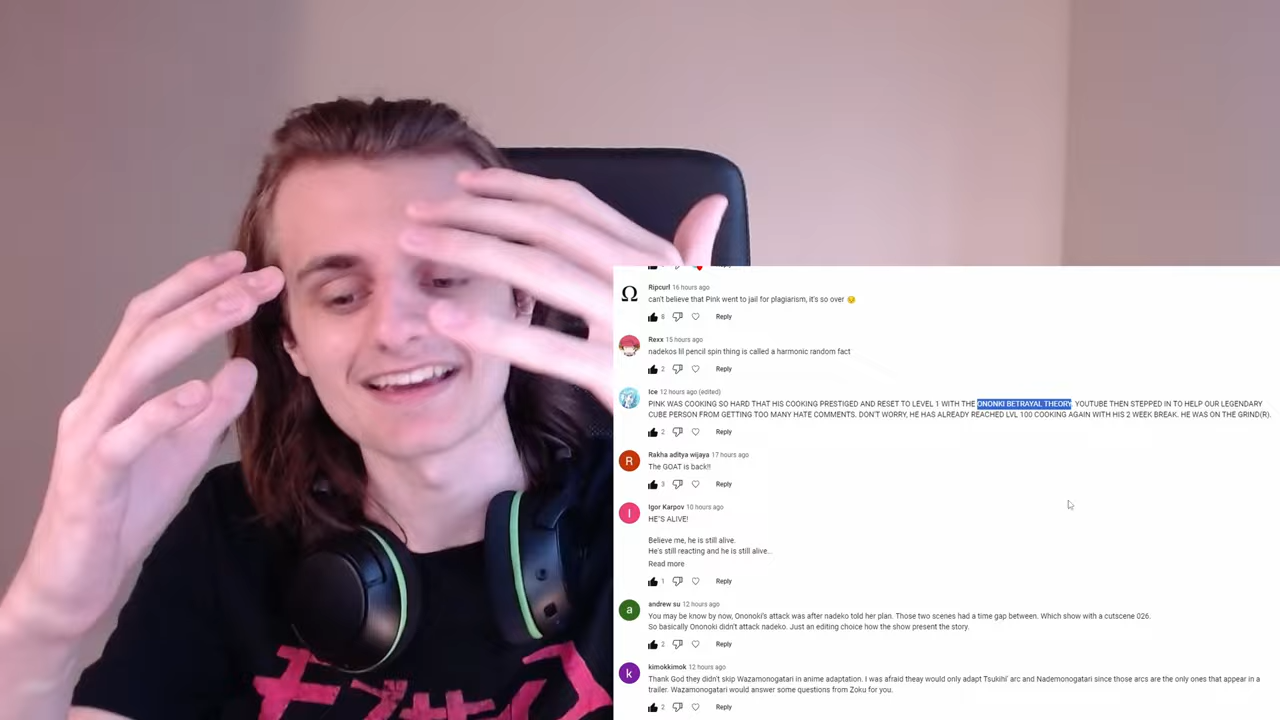 Reply
Ripcurl 16 hours ago
can't believe that Pink went to jail for plagiarism, it's so over 😔
6 Reply
Rexx 15 hours ago
nadekos lil pencil spin thing is called a harmonic random fact
2 Reply
Ice 12 hours ago (edited)
PINK WAS COOKING SO HARD THAT HIS COOKING PRESTIGED AND RESET TO LEVEL 1 WITH THE ONONKI BETRAYAL THEORY. YOUTUBE THEN STEPPED IN TO HELP OUR LEGENDARY
CUBE PERSON FROM GETTING TOO MANY HATE COMMENTS. DON'T WORRY, HE HAS ALREADY REACHED LVL 100 COOKING AGAIN WITH HIS 2 WEEK BREAK. HE WAS ON THE GRIND(R).
2 Reply
R
Rakha aditya wijaya 17 hours ago
The GOAT is back!!
3 Reply
I
Igor Karpov 10 hours ago
HE'S ALIVE!
Believe me, he is still alive.
He's still reacting and he is still alive...
Read more
1 Reply
a
andrew su 12 hours ago
You may be know by now, Ononoki's attack was after nadeko told her plan. Those two scenes had a time gap between. Which show with a cutscene 026.
So basically Ononoki didn't attack nadeko. Just an editing choice how the show present the story.
2 Reply
k
kimokkimok 12 hours ago
Thank God they didn't skip Wazamonogatari in anime adaptation. I was afraid theay would only adapt Tsukihi' arc and Nademonogatari since those arcs are the only ones that appear in a
trailer. Wazamonogatari would answer some questions from Zoku for you.
2 Reply